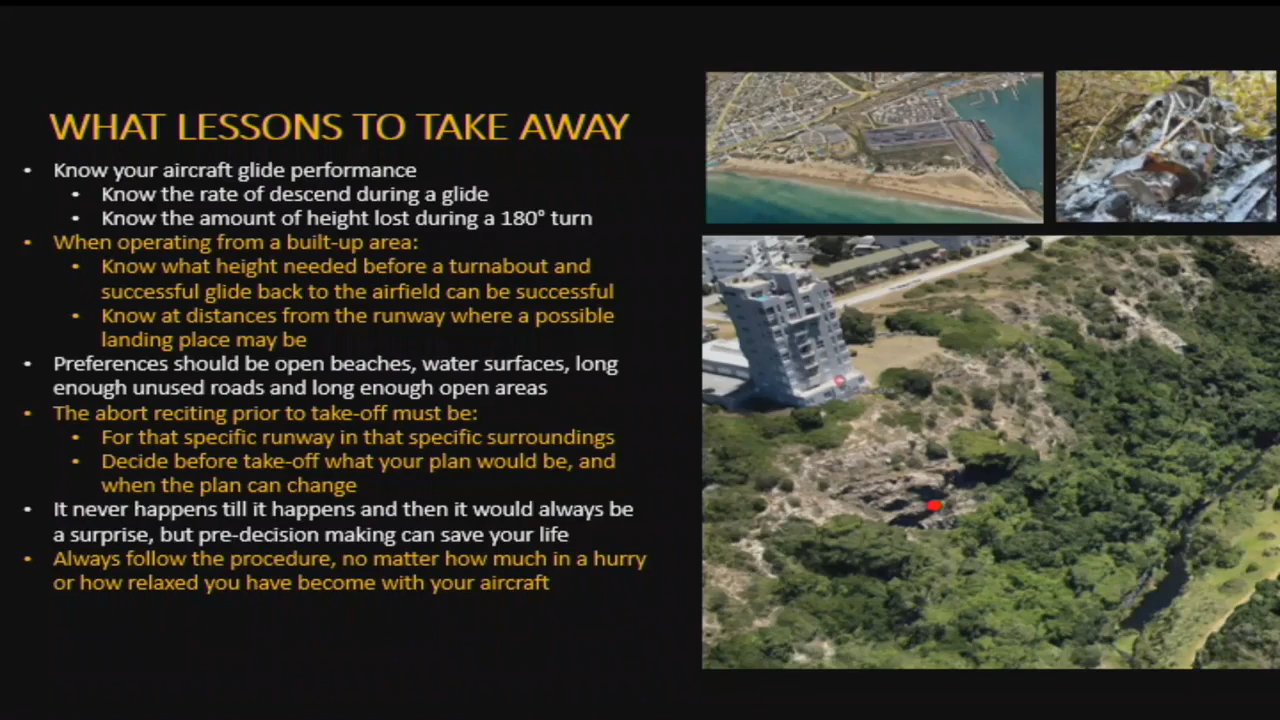 WHAT LESSONS TO TAKE AWAY
• Know your aircraft glide performance
• Know the rate of descend during a glide
• Know the amount of height lost during a 180° turn
• When operating from a built-up area:
• Know what height needed before a turnabout and
successful glide back to the airfield can be successful
• Know at distances from the runway where a possible
landing place may be
• Preferences should be open beaches, water surfaces, long
enough unused roads and long enough open areas
• The abort reciting prior to take-off must be:
• For that specific runway in that specific surroundings
• Decide before take-off what your plan would be, and
when the plan can change
• It never happens till it happens and then it would always be
a surprise, but pre-decision making can save your life
• Always follow the procedure, no matter how much in a hurry
or how relaxed you have become with your aircraft